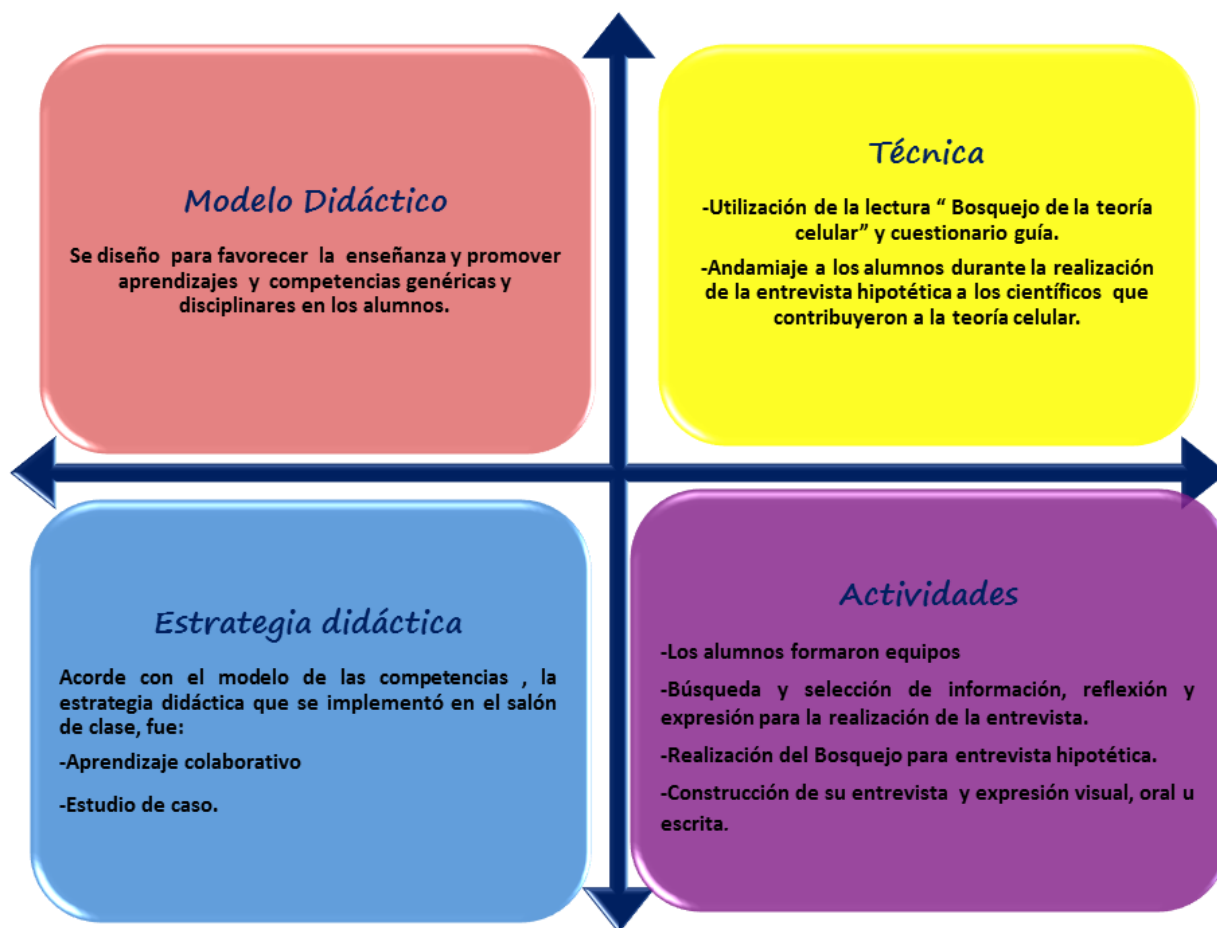 Modelo Didáctico
Se diseño para favorecer la enseñanza y promover
aprendizajes y competencias genéricas y
disciplinares en los alumnos.
Técnica
-Utilización de la lectura “ Bosquejo de la teoría
celular” y cuestionario guía.
-Andamiaje a los alumnos durante la realización
de la entrevista hipotética a los científicos que
contribuyeron a la teoría celular.
Estrategia didáctica
Acorde con el modelo de las competencias , la
estrategia didáctica que se implementó en el salón
de clase, fue:
-Aprendizaje colaborativo
-Estudio de caso.
Actividades
-Los alumnos formaron equipos
-Búsqueda y selección de información, reflexión y
expresión para la realización de la entrevista.
-Realización del Bosquejo para entrevista hipotética.
-Construcción de su entrevista y expresión visual, oral u
escrita.